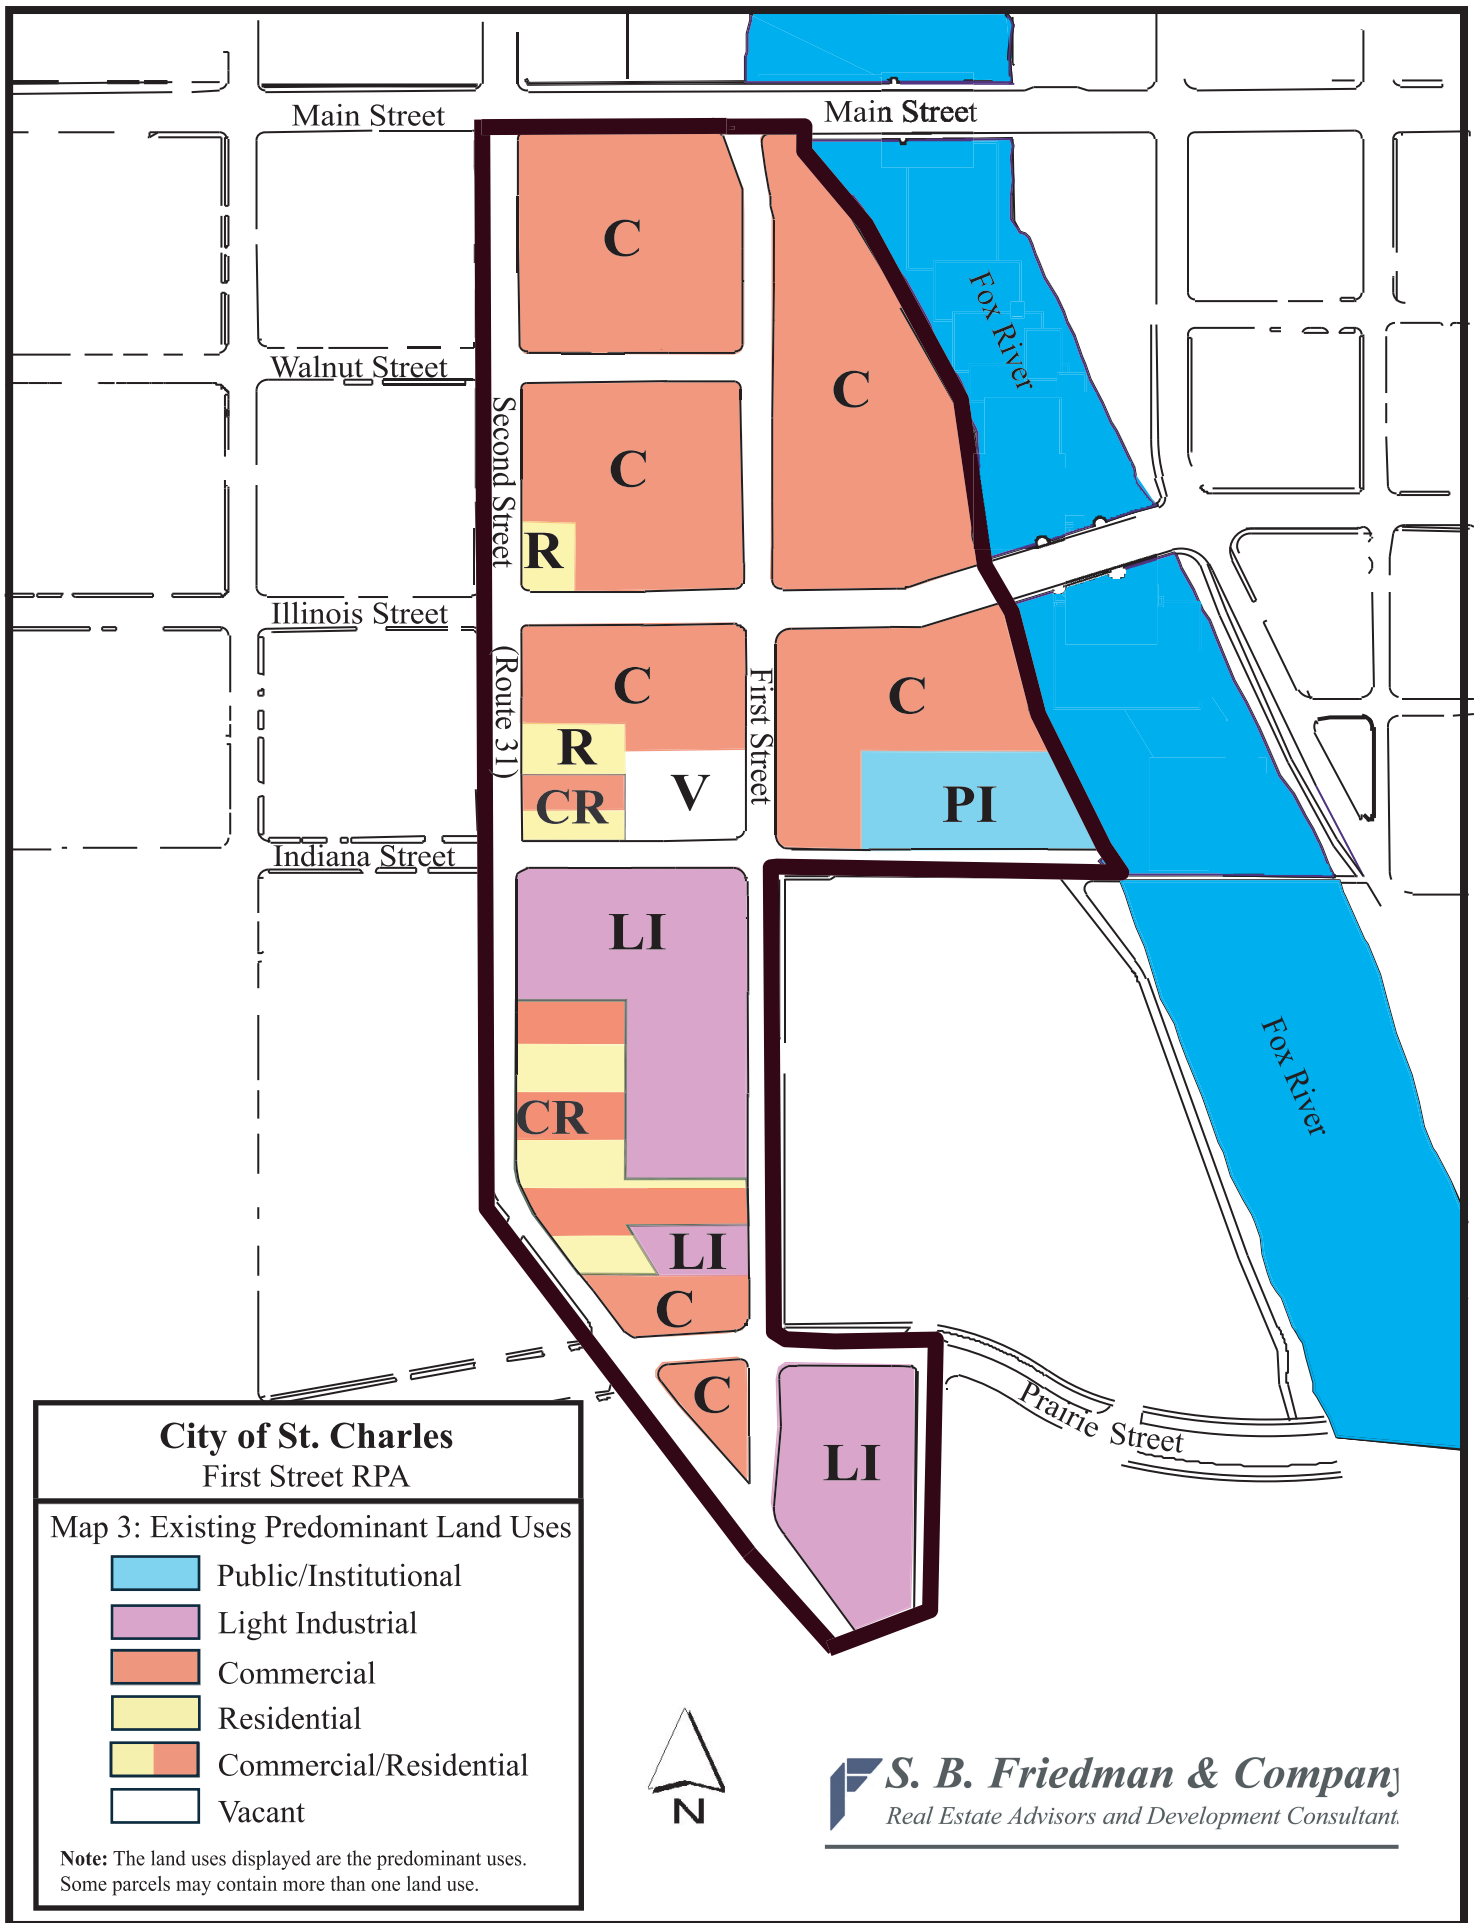 Main Street
Main Street
C
C
Fox River
Walnut Street
Second Street
C
R
Illinois Street
(Route 31)
C
First Street
C
R
CR
V
PI
Indiana Street
LI
CR
Fox River
LI
C
C
LI
Prairie Street
City of St. Charles
First Street RPA
Map 3: Existing Predominant Land Uses
Public/Institutional
Light Industrial
Commercial
Residential
Commercial/Residential
Vacant
Note: The land uses displayed are the predominant uses.
Some parcels may contain more than one land use.
N
S. B. Friedman & Company
Real Estate Advisors and Development Consultant